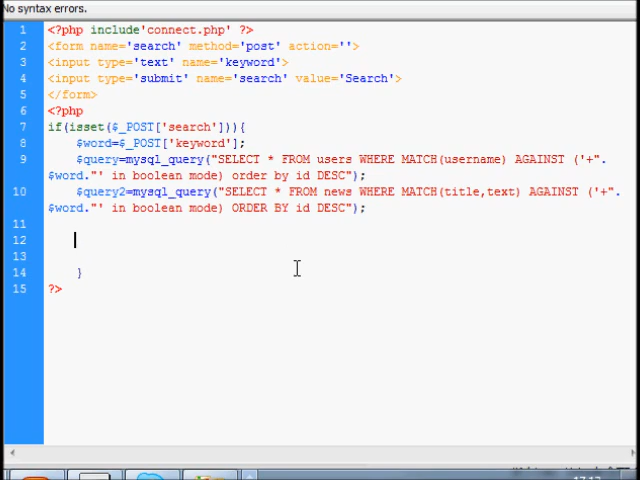 No syntax errors.
1 <?php include'connect.php' ?>
2 <form name='search' method='post' action=''>
3 <input type='text' name='keyword'>
4 <input type='submit' name='search' value='Search'>
5 </form>
6 <?php
7 if(isset($_POST['search'])){
8 $word=$_POST['keyword'];
9 $query=mysql_query("SELECT * FROM users WHERE MATCH(username) AGAINST ('+".
$word."' in boolean mode) order by id DESC");
10 $query2=mysql_query("SELECT * FROM news WHERE MATCH(title,text) AGAINST ('+".
$word."' in boolean mode) ORDER BY id DESC");
11
12
13
14 }
15 ?>